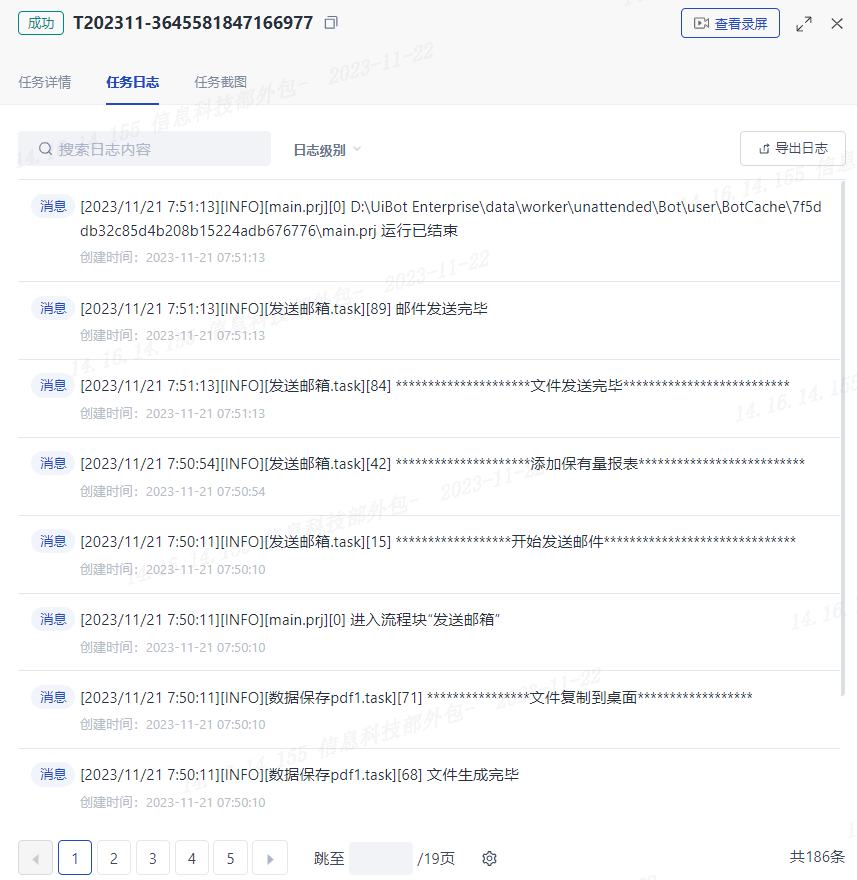 成功 T202311-3645581847166977 查看录屏
任务详情 任务日志 任务截图
搜索日志内容 日志级别 导出日志
消息 [2023/11/21 7:51:13][INFO][main.prj][0] D:\UiBot Enterprise\data\worker\unattended\Bot\user\BotCache\7f5d
db32c85d4b208b15224adb676776\main.prj 运行已结束
创建时间：2023-11-21 07:51:13
消息 [2023/11/21 7:51:13][INFO][发送邮箱.task][89] 邮件发送完毕
创建时间：2023-11-21 07:51:13
消息 [2023/11/21 7:51:13][INFO][发送邮箱.task][84] *********************文件发送完毕**************************
创建时间：2023-11-21 07:51:13
消息 [2023/11/21 7:50:54][INFO][发送邮箱.task][42] *********************添加保有量报表**************************
创建时间：2023-11-21 07:50:54
消息 [2023/11/21 7:50:11][INFO][发送邮箱.task][15] ******************开始发送邮件******************************
创建时间：2023-11-21 07:50:10
消息 [2023/11/21 7:50:11][INFO][main.prj][0] 进入流程块"发送邮箱"
创建时间：2023-11-21 07:50:10
消息 [2023/11/21 7:50:11][INFO][数据保存pdf1.task][71] ****************文件复制到桌面******************
创建时间：2023-11-21 07:50:10
消息 [2023/11/21 7:50:11][INFO][数据保存pdf1.task][68] 文件生成完毕
创建时间：2023-11-21 07:50:10
1 2 3 4 5 跳至 /19页 共186条
14.16.14.155 信息科技部外包- 2023-11-22